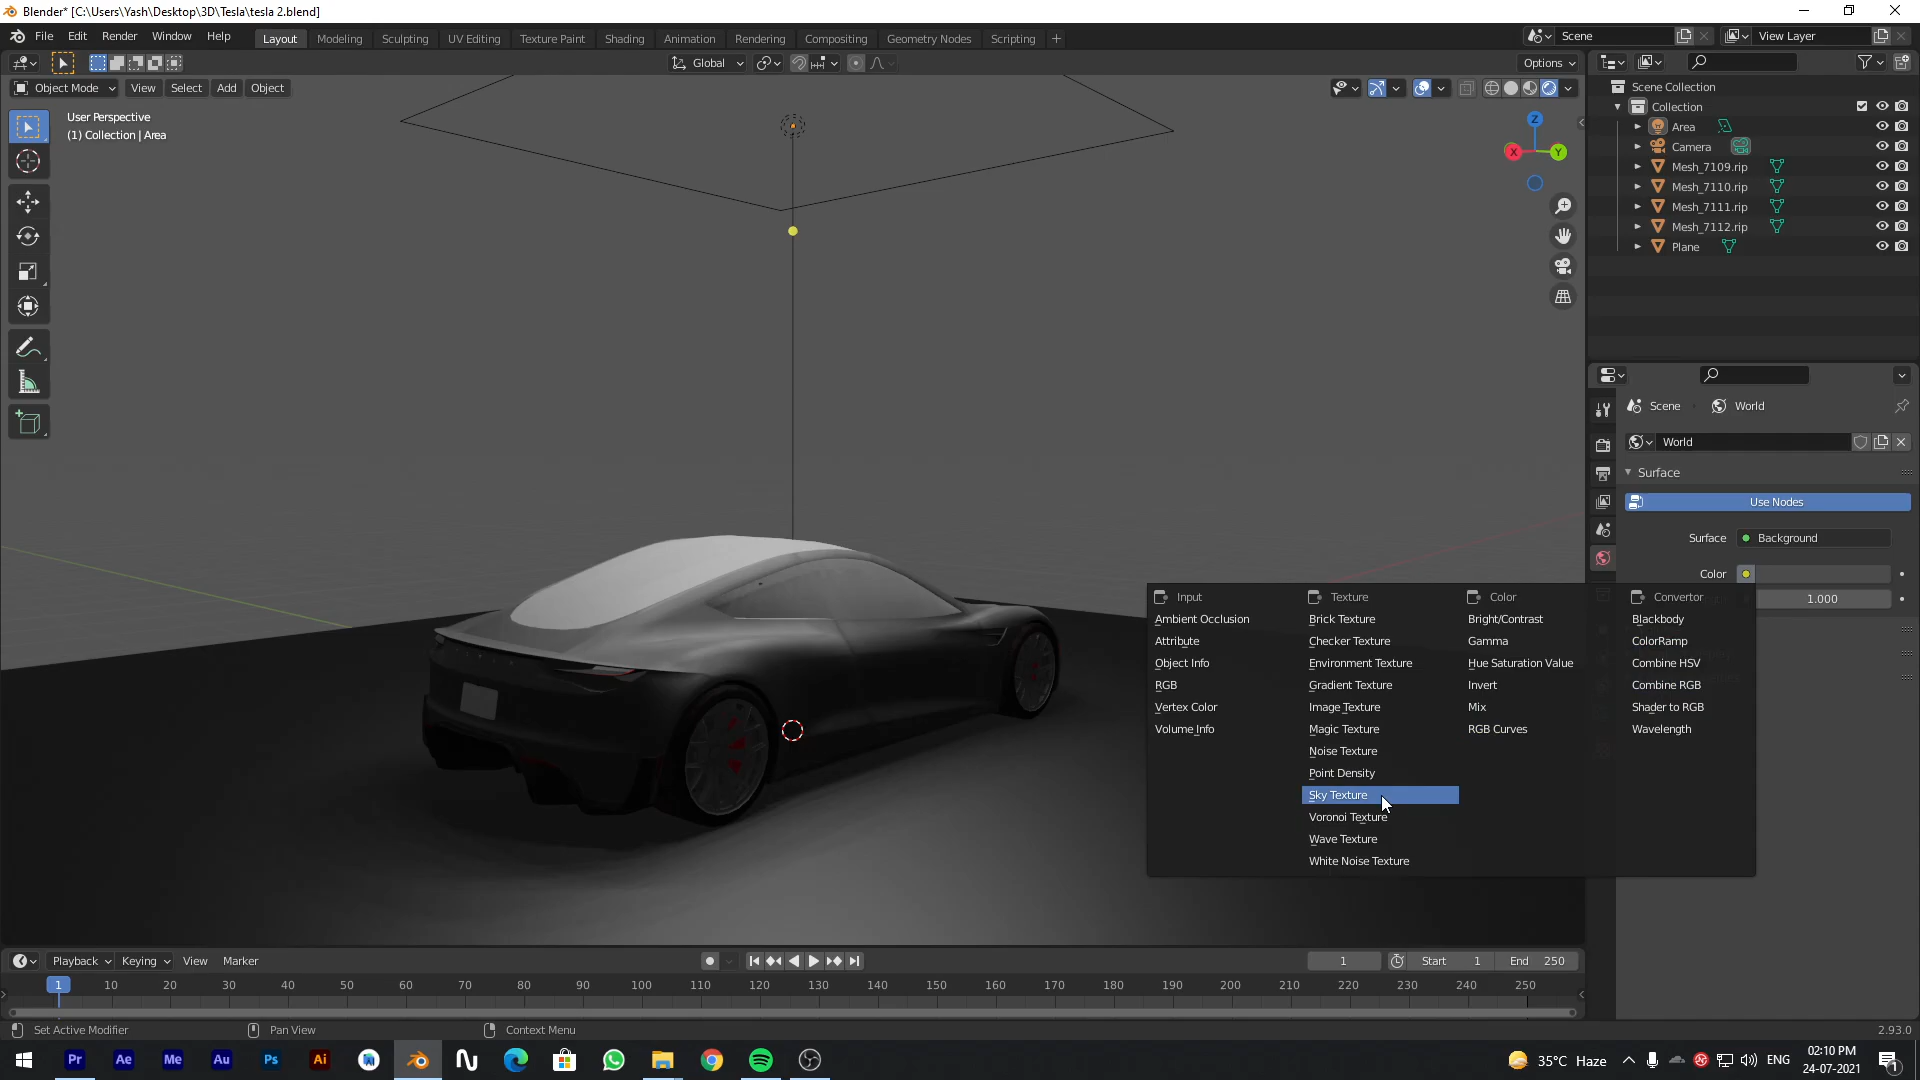 Blender* [C:\Users\Yash\Desktop\3D\Tesla\tesla 2.blend]
File Edit Render Window Help
Layout Modeling Sculpting UV Editing Texture Paint Shading Animation Rendering Compositing Geometry Nodes Scripting +
Scene
View Layer
Global
Options
Object Mode View Select Add Object
User Perspective
(1) Collection | Area
Z
X
Y
Scene Collection
Collection
Area
Camera
Mesh_7109.rip
Mesh_7110.rip
Mesh_7111.rip
Mesh_7112.rip
Plane
Scene World
World
Surface
Use Nodes
Surface Background
Color
1.000
Input Texture Color Convertor
Ambient Occlusion Brick Texture Bright/Contrast Blackbody
Attribute Checker Texture Gamma ColorRamp
Object Info Environment Texture Hue Saturation Value Combine HSV
RGB Gradient Texture Invert Combine RGB
Vertex Color Image Texture Mix Shader to RGB
Volume Info Magic Texture RGB Curves Wavelength
Noise Texture
Point Density
Sky Texture
Voronoi Texture
Wave Texture
White Noise Texture
Playback Keying View Marker
1 Start 1 End 250
1 10 20 30 40 50 60 70 80 90 100 110 120 130 140 150 160 170 180 190 200 210 220 230 240 250
Set Active Modifier Pan View Context Menu 2.93.0
Pr Ae Me Au Ps Ai
35°C Haze ENG 02:10 PM
24-07-2021
1